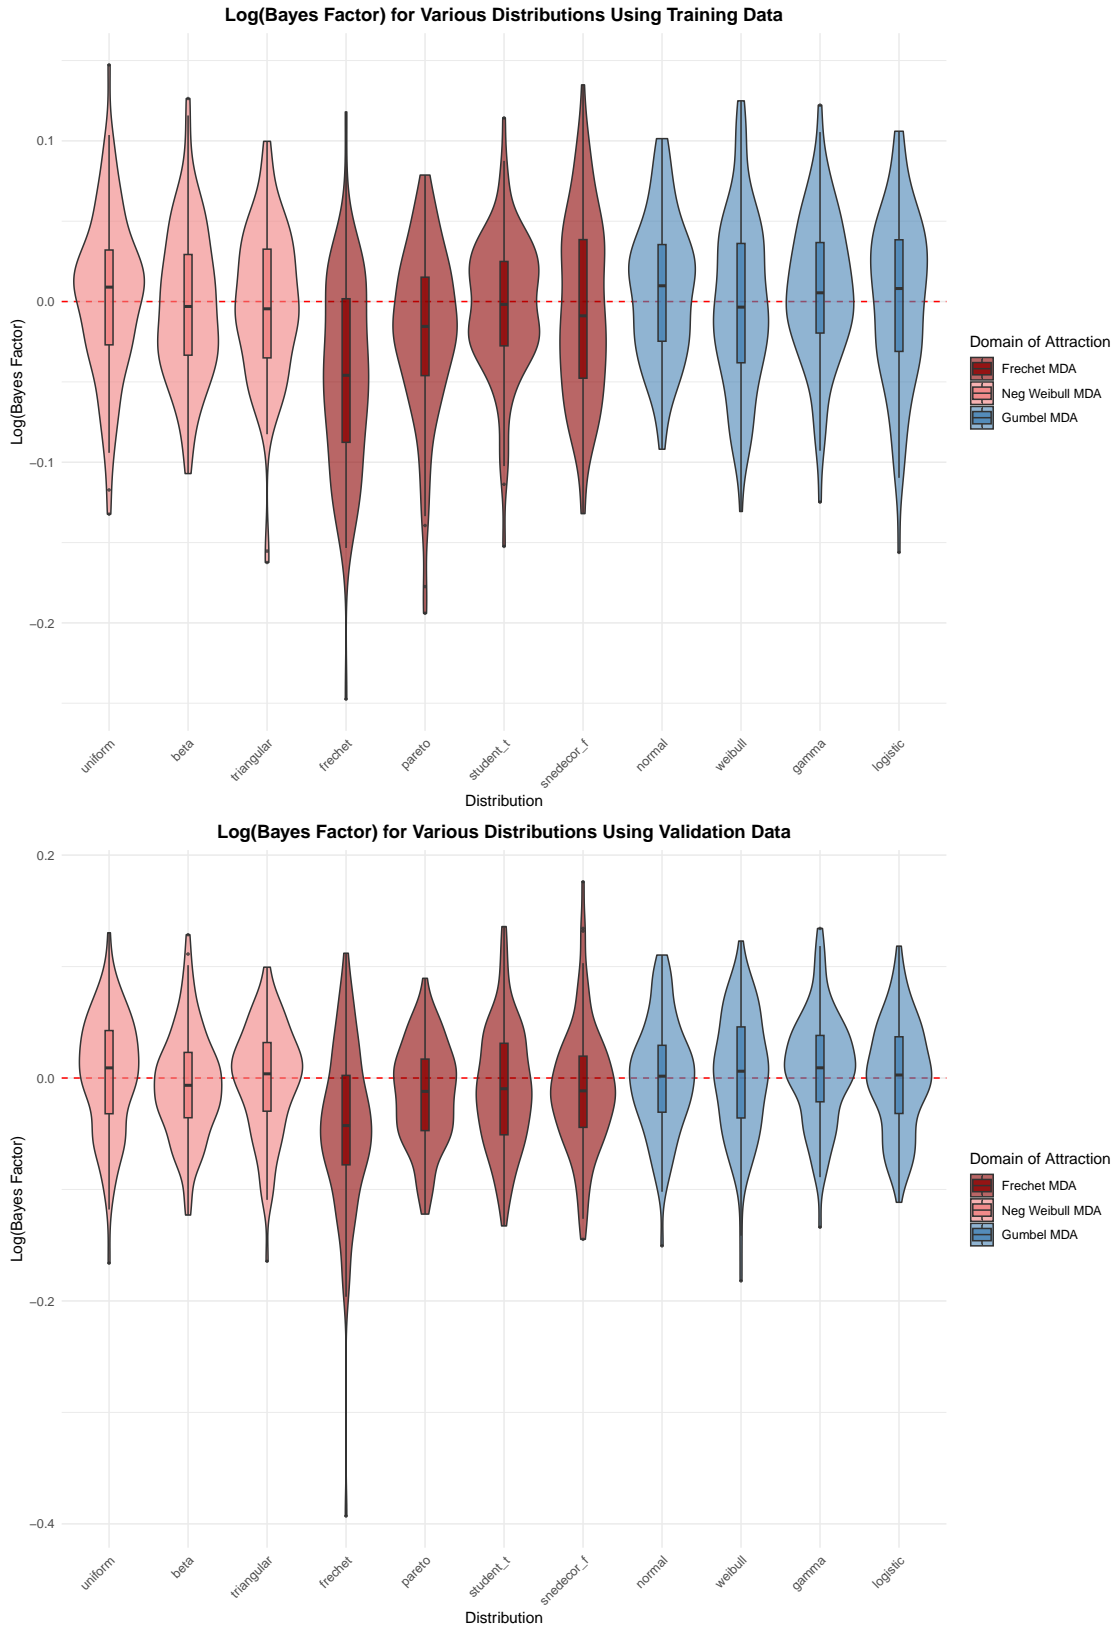 Log(Bayes Factor) for Various Distributions Using Training Data
0.1
0.0
−0.1
−0.2
Log(Bayes Factor)
uniform
beta
triangular
frechet
pareto
student_t
snedecor_f
normal
weibull
gamma
logistic
Distribution
Domain of Attraction
Frechet MDA
Neg Weibull MDA
Gumbel MDA
Log(Bayes Factor) for Various Distributions Using Validation Data
0.2
0.0
−0.2
−0.4
Log(Bayes Factor)
uniform
beta
triangular
frechet
pareto
student_t
snedecor_f
normal
weibull
gamma
logistic
Distribution
Domain of Attraction
Frechet MDA
Neg Weibull MDA
Gumbel MDA